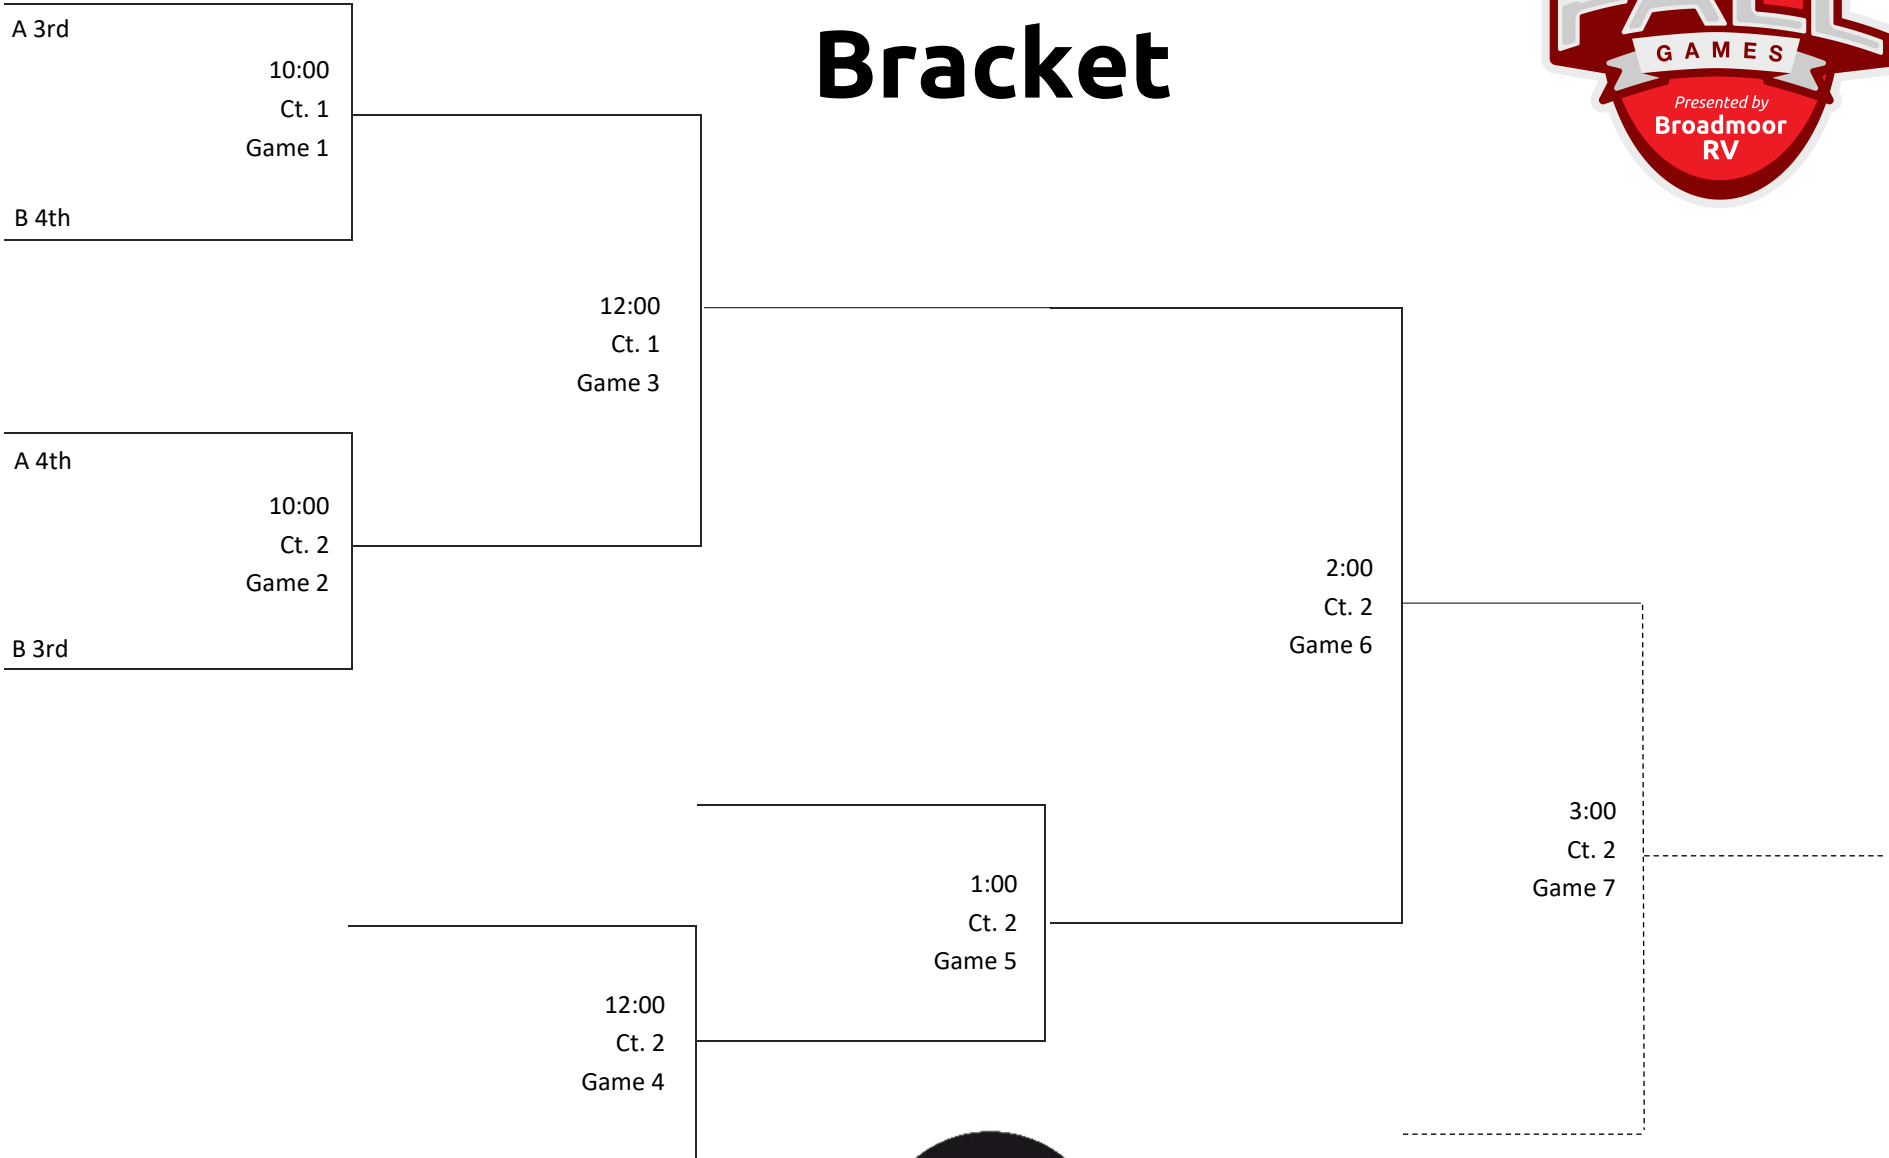 Bracket
FALL
GAMES
Presented by
Broadmoor
RV
A 3rd
10:00
Ct. 1
Game 1
B 4th
12:00
Ct. 1
Game 3
A 4th
10:00
Ct. 2
Game 2
B 3rd
2:00
Ct. 2
Game 6
3:00
Ct. 2
Game 7
1:00
Ct. 2
Game 5
12:00
Ct. 2
Game 4